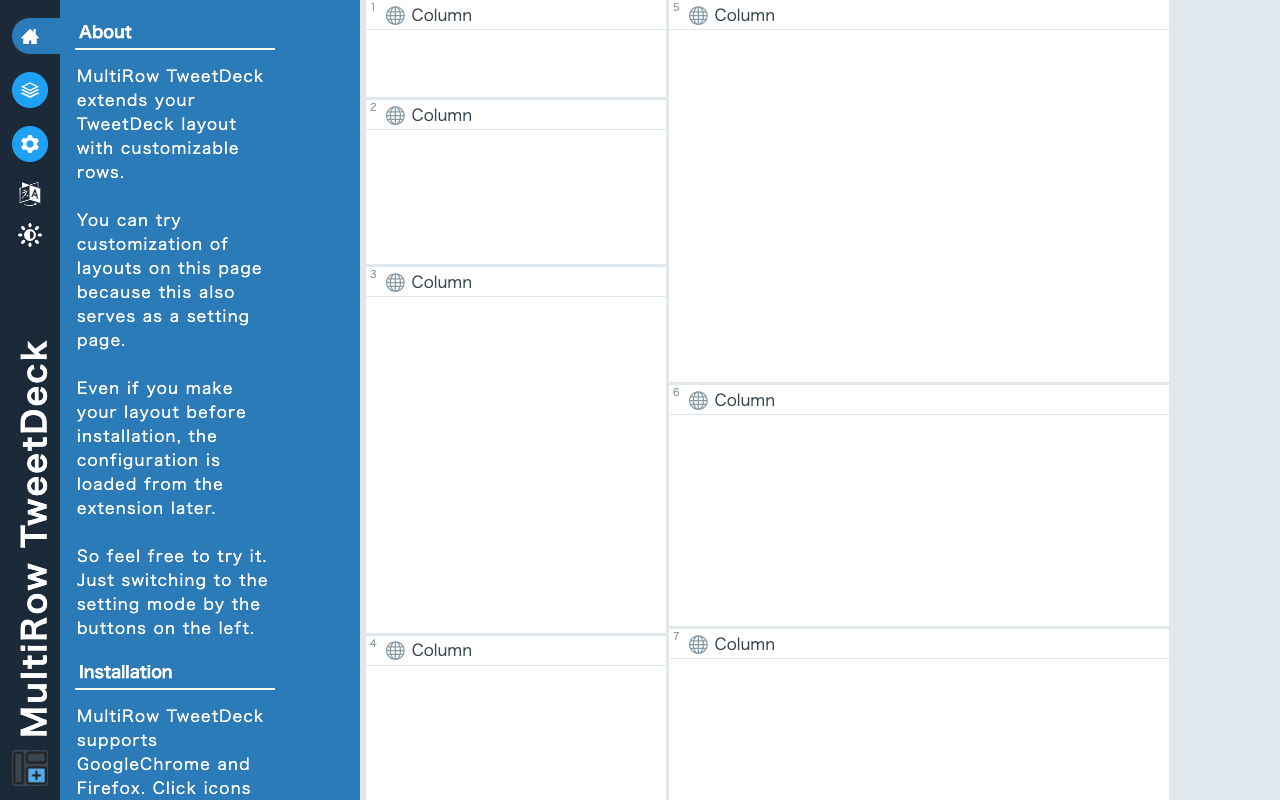 MultiRow TweetDeck
About
MultiRow TweetDeck
extends your
TweetDeck layout
with customizable
rows.
You can try
customization of
layouts on this page
because this also
serves as a setting
page.
Even if you make
your layout before
installation, the
configuration is
loaded from the
extension later.
So feel free to try it.
Just switching to the
setting mode by the
buttons on the left.
Installation
MultiRow TweetDeck
supports
GoogleChrome and
Firefox. Click icons
1 Column
2 Column
3 Column
4 Column
5 Column
6 Column
7 Column